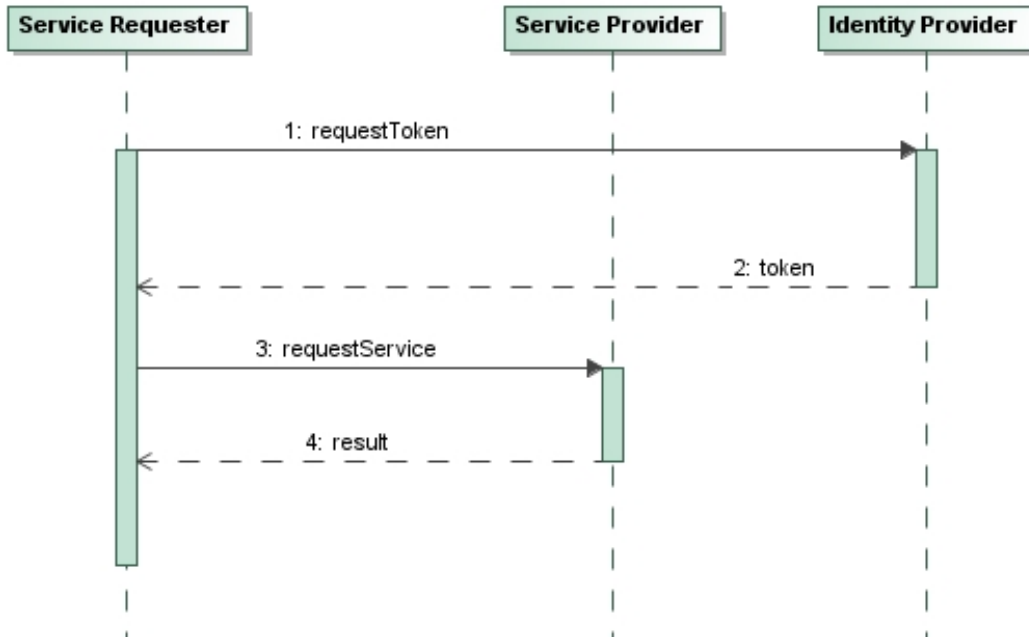 Service Requester
Service Provider
Identity Provider
1: requestToken
2: token
3: requestService
4: result